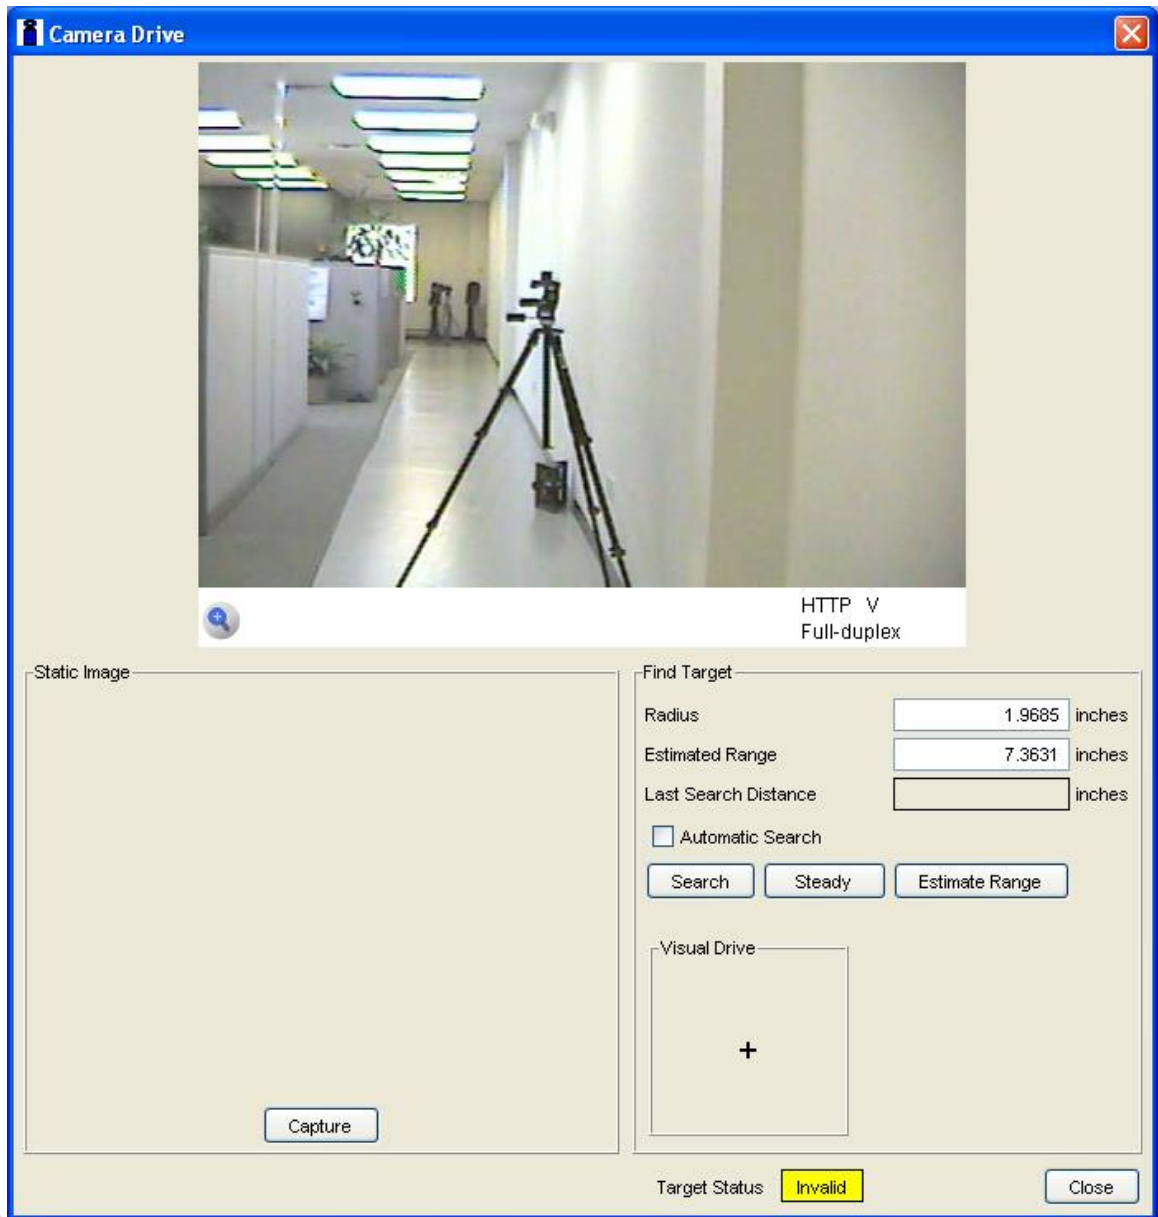 Camera Drive
HTTP V
Full-duplex
Static Image
Capture
Find Target
Radius 1.9685 inches
Estimated Range 7.3631 inches
Last Search Distance inches
Automatic Search
Search Steady Estimate Range
Visual Drive
Target Status Invalid Close